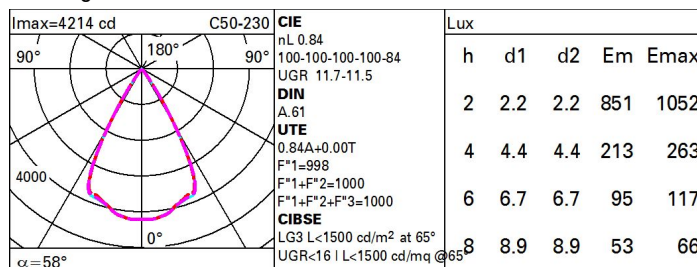 Imax=4214 cd C50-230
90° 180° 90°
4000
0°
α=58°
CIE
nL 0.84
100-100-100-100-84
UGR 11.7-11.5
DIN
A.61
UTE
0.84A+0.00T
F"1=998
F"1+F"2=1000
F"1+F"2+F"3=1000
CIBSE
LG3 L<1500 cd/m² at 65°
UGR<16 | L<1500 cd/mq @65°
Lux
h d1 d2 Em Emax
2 2.2 2.2 851 1052
4 4.4 4.4 213 263
6 6.7 6.7 95 117
8 8.9 8.9 53 66